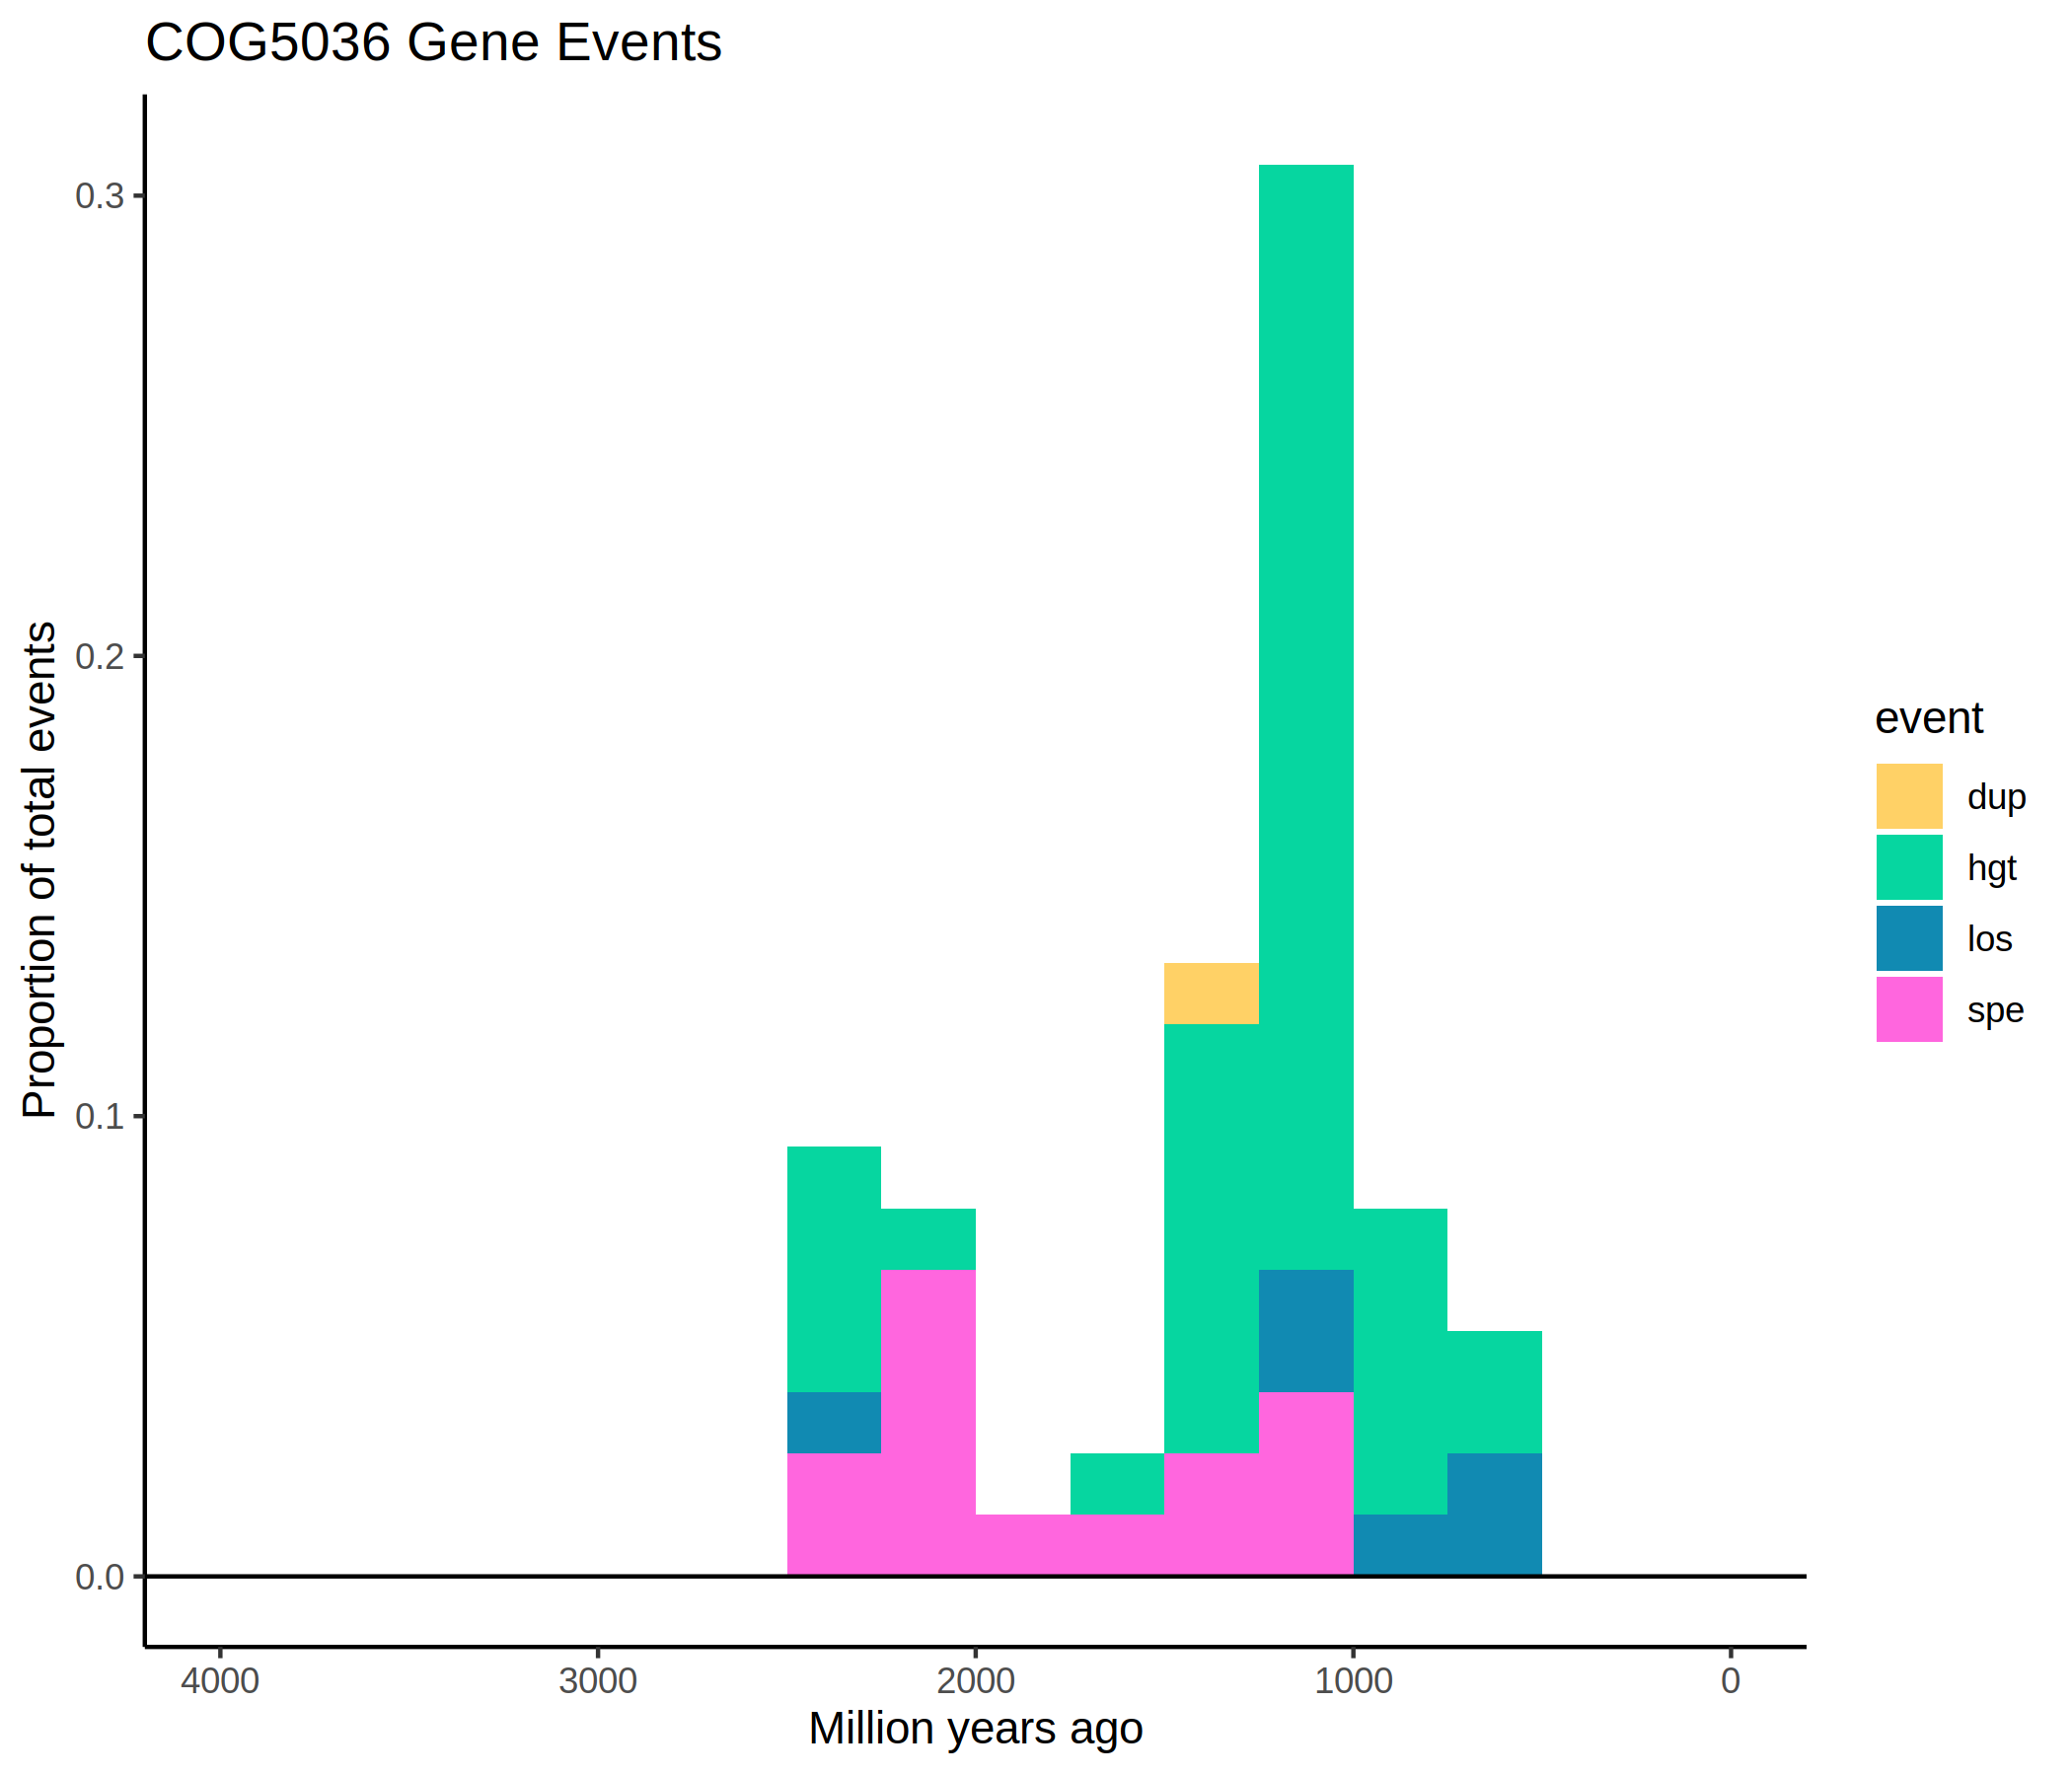 COG5036 Gene Events
Proportion of total events
0.3
0.2
0.1
0.0
4000 3000 2000 1000 0
Million years ago
event
dup
hgt
los
spe